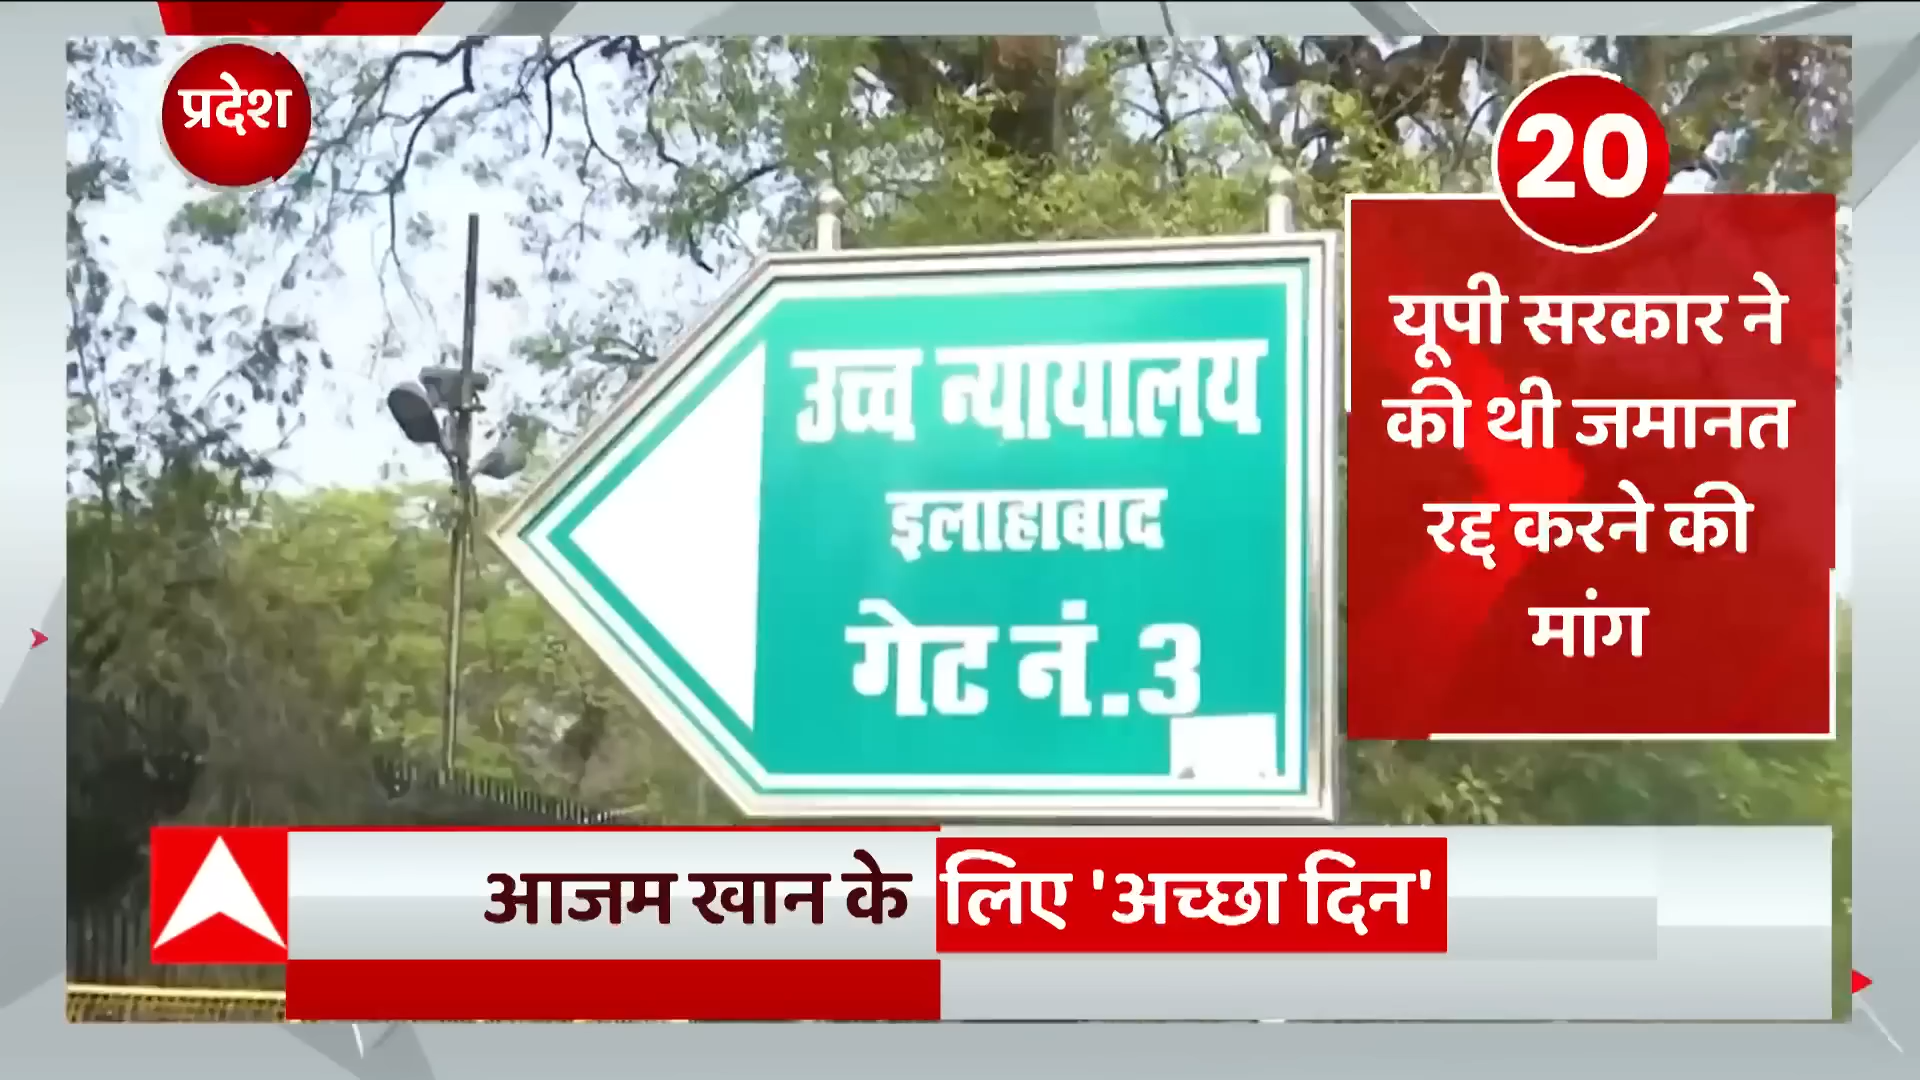 प्रदेश
20
यूपी सरकार ने
की थी जमानत
रद्द करने की
मांग
उच्च न्यायालय
इलाहाबाद
गेट नं.3
आजम खान के लिए 'अच्छा दिन'